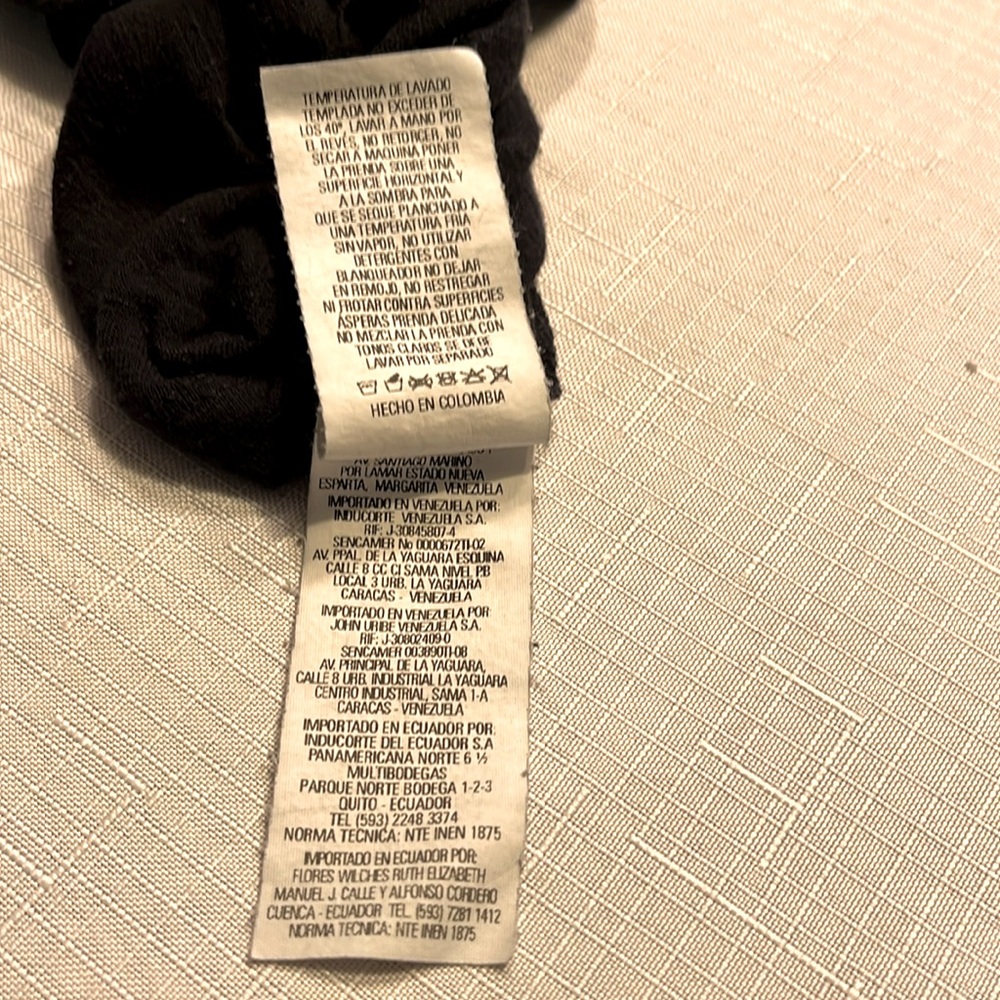 TEMPERATURA DE LAVADO
TEMPLADA NO EXCEDER DE
LOS 40°, LAVAR A MANO POR
EL REVÉS, NO RETORCER, NO
SECAR A MAQUINA PONER
LA PRENDA SOBRE UNA
SUPERFICIE HORIZONTAL Y
A LA SOMBRA PARA
QUE SE SEQUE PLANCHADO A
UNA TEMPERATURA FRÍA
SIN VAPOR, NO UTILIZAR
DETERGENTES CON
BLANQUEADOR NO DEJAR
EN REMOJO, NO RESTREGAR
NI FROTAR CONTRA SUPERFICIES
ÁSPERAS PRENDA DELICADA
NO MEZCLAR LA PRENDA CON
TONOS CLAROS SE DEBE
LAVAR POR SEPARADO
HECHO EN COLOMBIA
AV. SANTIAGO MARINO
POR LAMAR ESTADO NUEVA
ESPARTA, MARGARITA VENEZUELA
IMPORTADO EN VENEZUELA POR:
INDUCORTE VENEZUELA S.A.
RIF: J-30845807-4
SENCAMER No 0000672TI-02
AV. PPAL. DE LA YAGUARA ESQUINA
CALLE 8 CC CI SAMA NIVEL PB
LOCAL 3 URB. LA YAGUARA
CARACAS - VENEZUELA
IMPORTADO EN VENEZUELA POR:
JOHN URIBE VENEZUELA S.A.
RIF: J-30802409-0
SENCAMER 003890TI-08
AV. PRINCIPAL DE LA YAGUARA,
CALLE 8 URB. INDUSTRIAL LA YAGUARA
CENTRO INDUSTRIAL, SAMA 1-A
CARACAS - VENEZUELA
IMPORTADO EN ECUADOR POR:
INDUCORTE DEL ECUADOR S.A
PANAMERICANA NORTE 6 ½
MULTIBODEGAS
PARQUE NORTE BODEGA 1-2-3
QUITO - ECUADOR
TEL (593) 2248 3374
NORMA TECNICA: NTE INEN 1875
IMPORTADO EN ECUADOR POR:
FLORES WILCHES RUTH ELIZABETH
MANUEL J. CALLE Y ALFONSO CORDERO
CUENCA - ECUADOR TEL. (593) 7281 1412
NORMA TECNICA: NTE INEN 1875